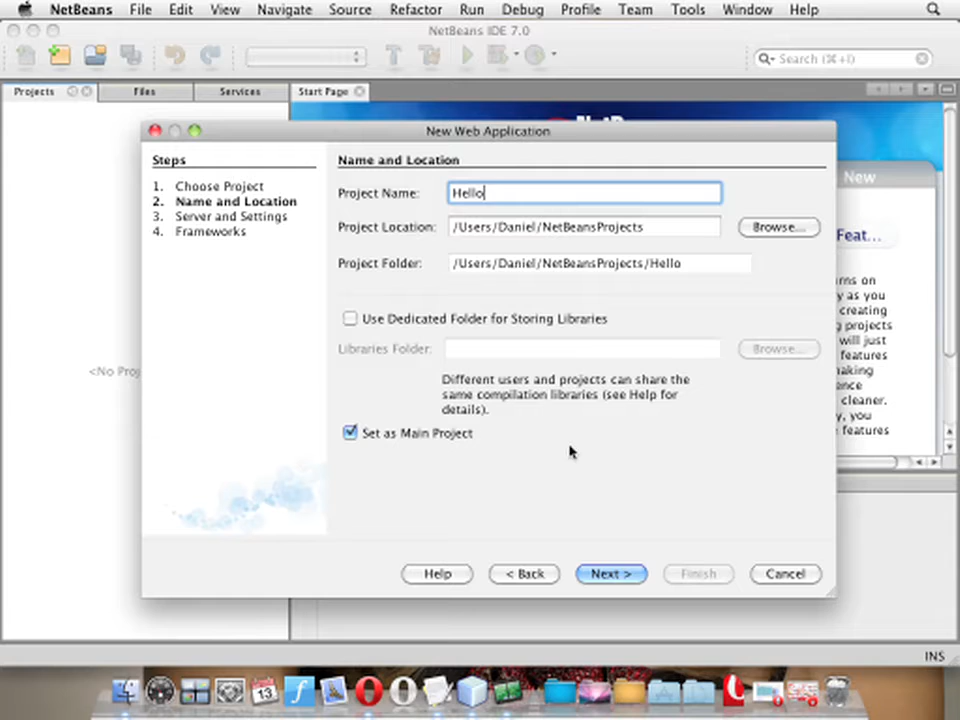 NetBeans File Edit View Navigate Source Refactor Run Debug Profile Team Tools Window Help
NetBeans IDE 7.0
Search (⌘+I)
Projects Files Services Start Page
New Web Application
Steps
1. Choose Project
2. Name and Location
3. Server and Settings
4. Frameworks
Name and Location
Project Name: Hello
Project Location: /Users/Daniel/NetBeansProjects Browse...
Project Folder: /Users/Daniel/NetBeansProjects/Hello
Use Dedicated Folder for Storing Libraries
Libraries Folder: Browse...
Different users and projects can share the
same compilation libraries (see Help for
details).
Set as Main Project
Help < Back Next > Finish Cancel
<No Proj
New
Feat...
rns on
y as you
creating
g projects
will just
features
aking
ence
cleaner.
y, you
features
INS
13